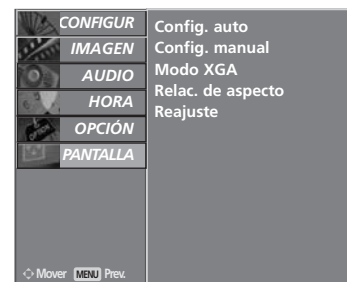 CONFIGUR
IMAGEN
AUDIO
HORA
OPCIÓN
PANTALLA
Config. auto
Config. manual
Modo XGA
Relac. de aspecto
Reajuste
Mover MENU Prev.